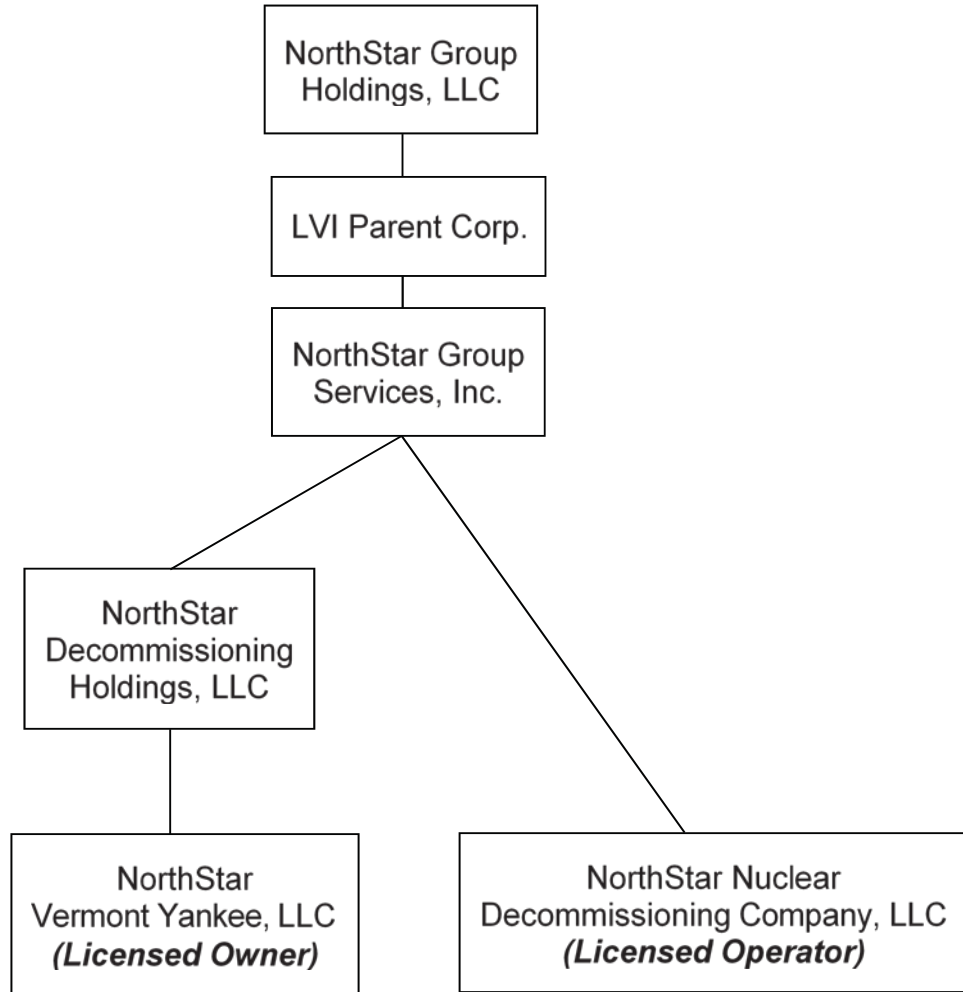 NorthStar Group
Holdings, LLC
LVI Parent Corp.
NorthStar Group
Services, Inc.
NorthStar
Decommissioning
Holdings, LLC
NorthStar
Vermont Yankee, LLC
(Licensed Owner)
NorthStar Nuclear
Decommissioning Company, LLC
(Licensed Operator)